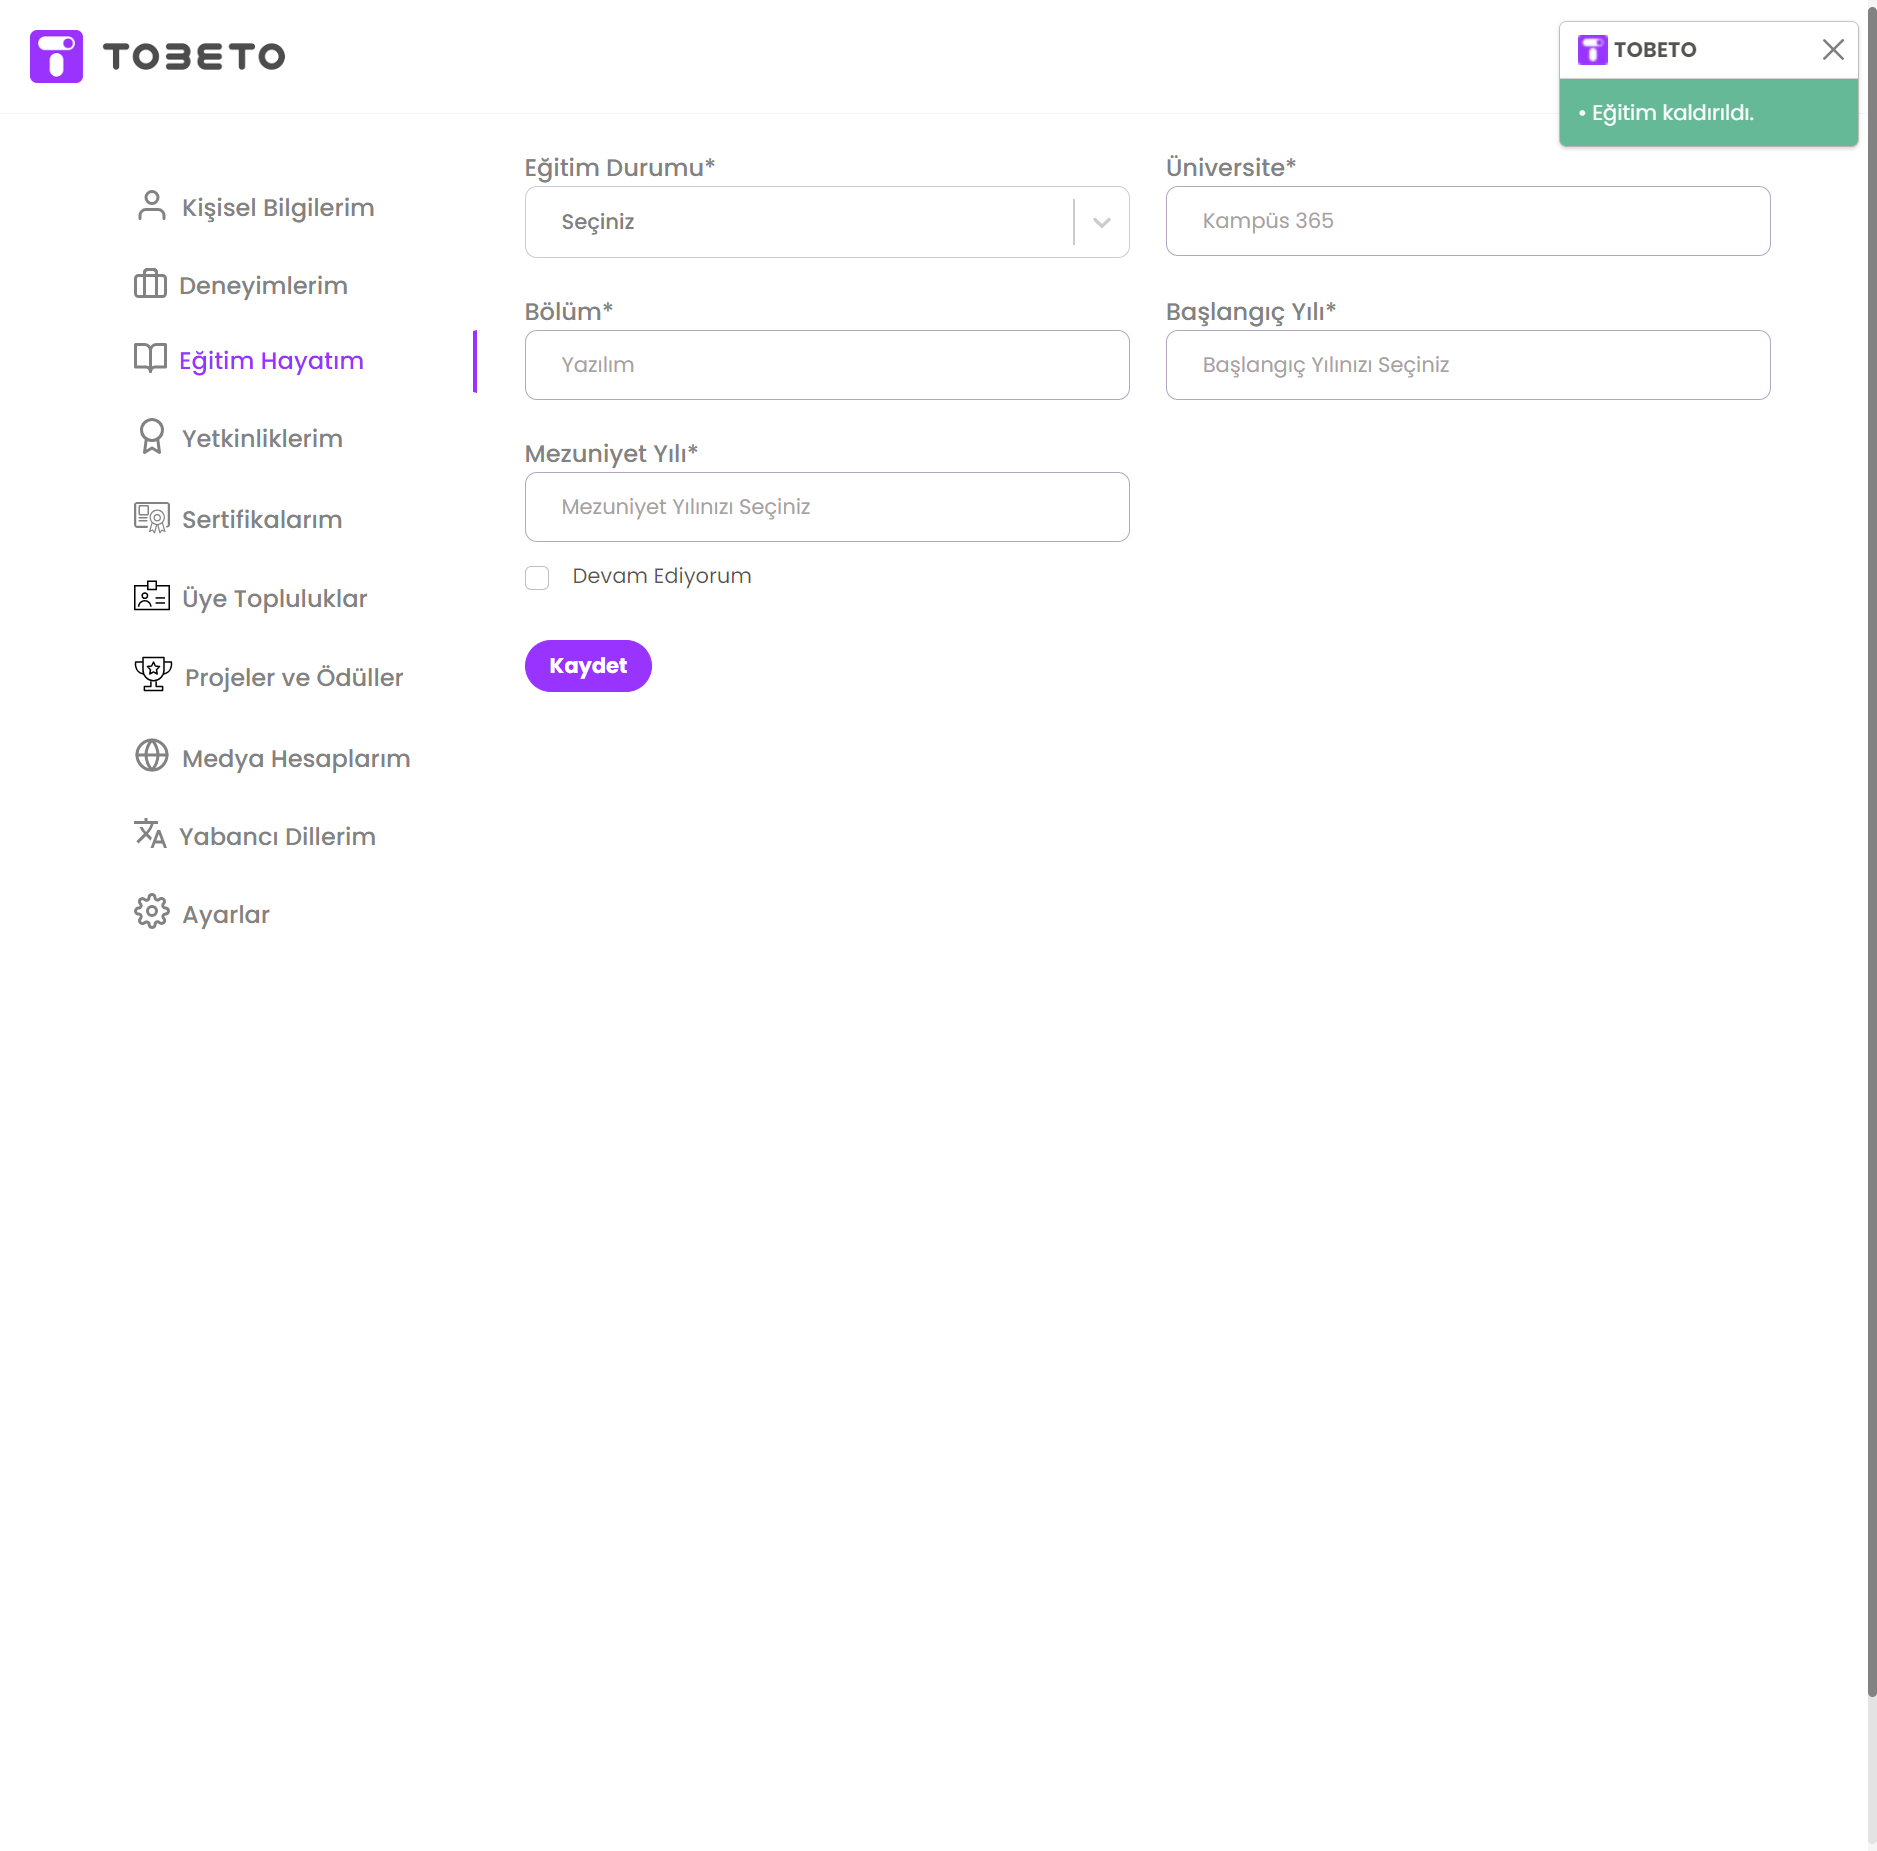 TOBETO
TOBETO
• Eğitim kaldırıldı.
Kişisel Bilgilerim
Deneyimlerim
Eğitim Hayatım
Yetkinliklerim
Sertifikalarım
Üye Topluluklar
Projeler ve Ödüller
Medya Hesaplarım
Yabancı Dillerim
Ayarlar
Eğitim Durumu*
Seçiniz
Üniversite*
Kampüs 365
Bölüm*
Yazılım
Başlangıç Yılı*
Başlangıç Yılınızı Seçiniz
Mezuniyet Yılı*
Mezuniyet Yılınızı Seçiniz
Devam Ediyorum
Kaydet